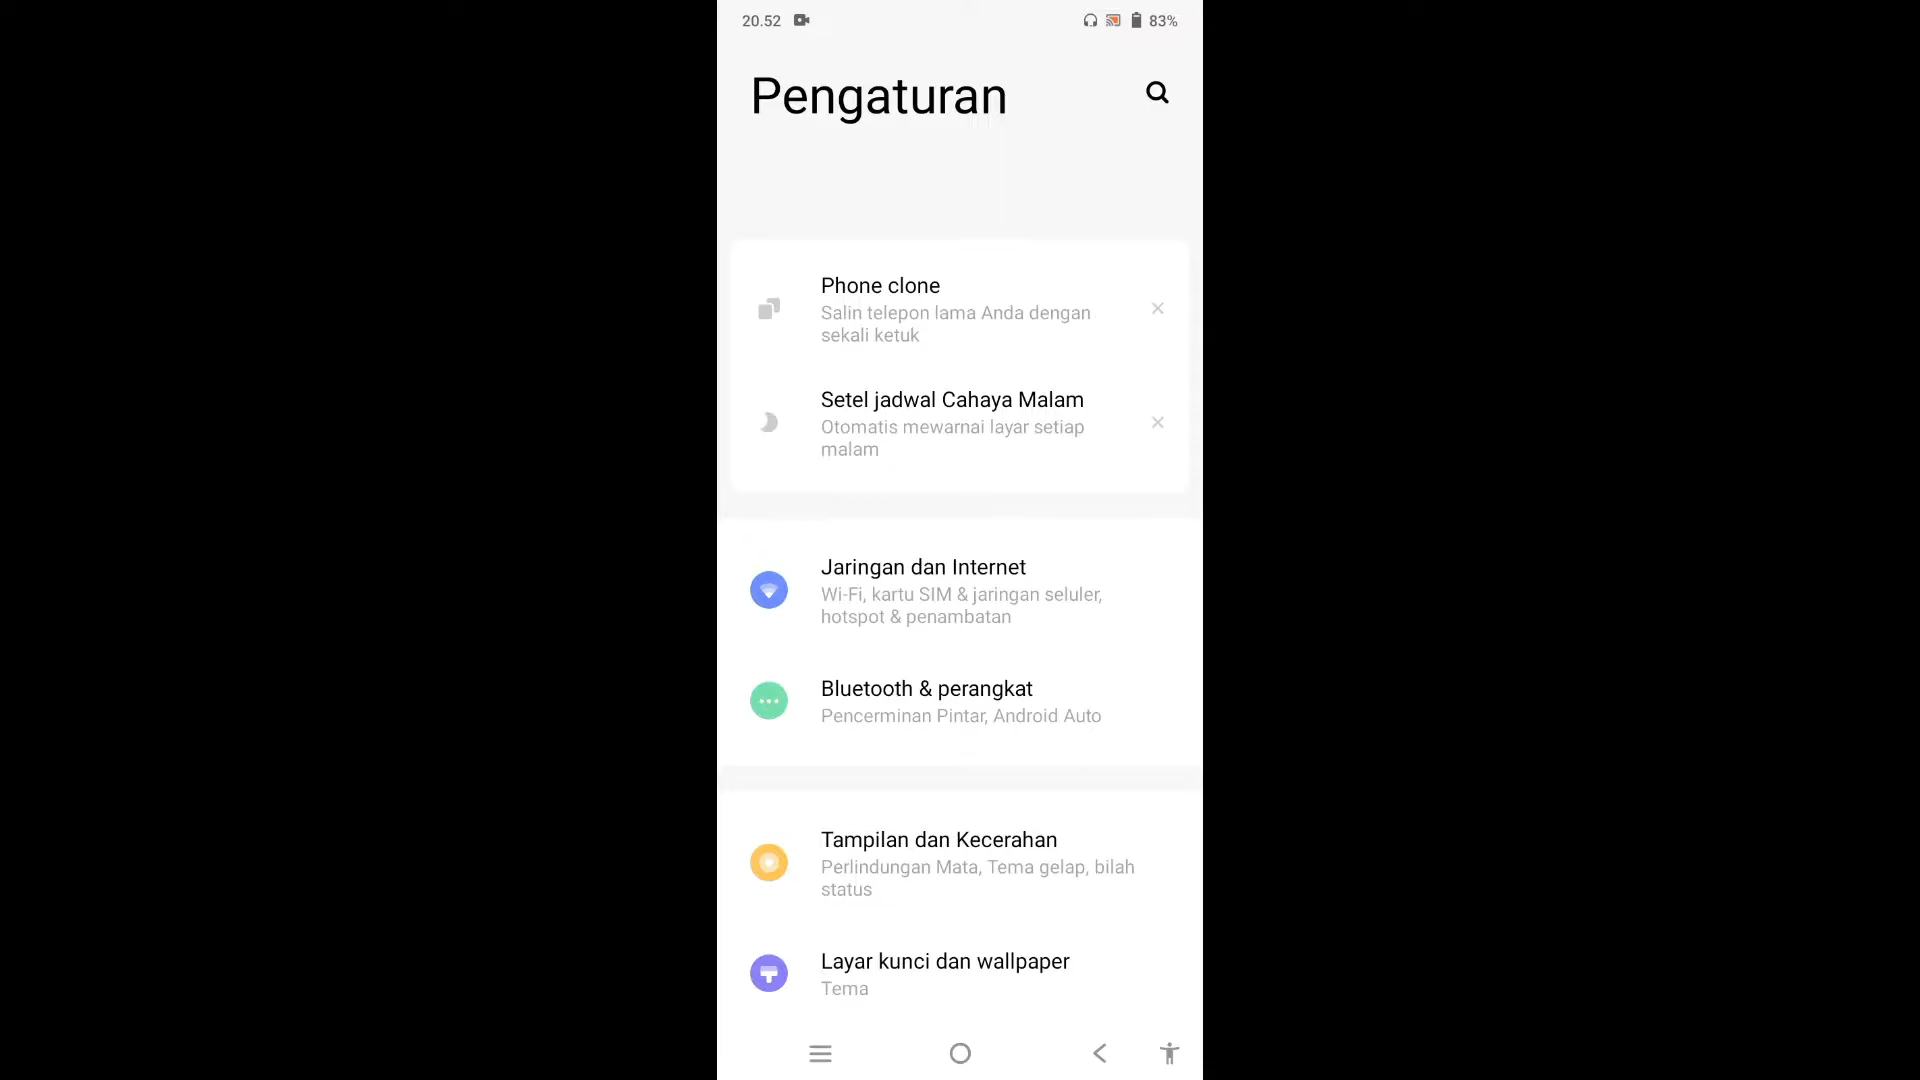 20.52 83%
Pengaturan
Phone clone
Salin telepon lama Anda dengan
sekali ketuk
Setel jadwal Cahaya Malam
Otomatis mewarnai layar setiap
malam
Jaringan dan Internet
Wi-Fi, kartu SIM & jaringan seluler,
hotspot & penambatan
Bluetooth & perangkat
Pencerminan Pintar, Android Auto
Tampilan dan Kecerahan
Perlindungan Mata, Tema gelap, bilah
status
Layar kunci dan wallpaper
Tema